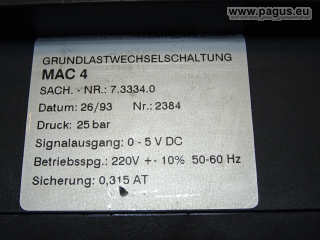 www.pagus.eu
GRUNDLASTWECHSELSCHALTUNG
MAC 4
SACH. - NR.: 7.3334.0
Datum: 26/93 Nr.: 2384
Druck: 25 bar
Signalausgang: 0 - 5 V DC
Betriebsspg.: 220V +- 10% 50-60 Hz
Sicherung: 0,315 AT